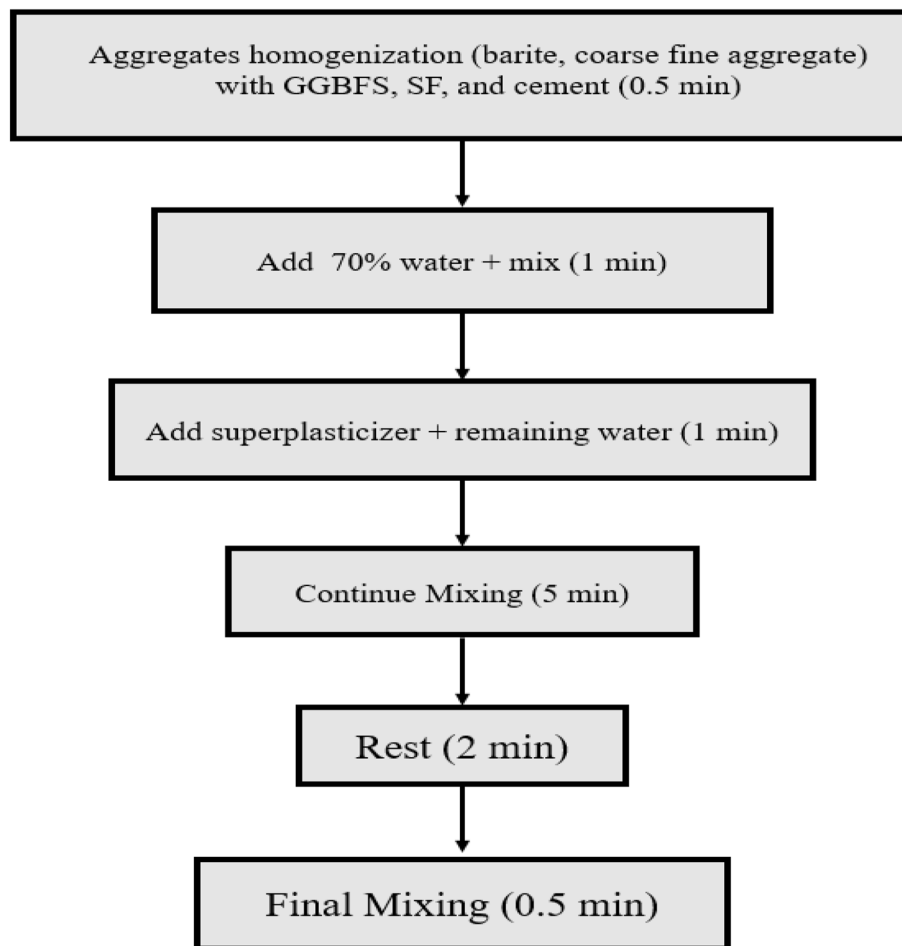 Aggregates homogenization (barite, coarse fine aggregate)
with GGBFS, SF, and cement (0.5 min)
Add 70% water + mix (1 min)
Add superplasticizer + remaining water (1 min)
Continue Mixing (5 min)
Rest (2 min)
Final Mixing (0.5 min)